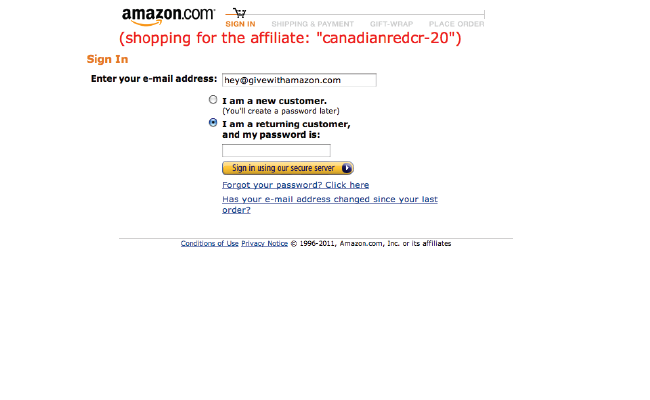 amazon.com
SIGN IN SHIPPING & PAYMENT GIFT-WRAP PLACE ORDER
(shopping for the affiliate: "canadianredcr-20")
Sign In
Enter your e-mail address: hey@givewithamazon.com
I am a new customer.
(You'll create a password later)
I am a returning customer,
and my password is:
Sign in using our secure server
Forgot your password? Click here
Has your e-mail address changed since your last
order?
Conditions of Use Privacy Notice © 1996-2011, Amazon.com, Inc. or its affiliates